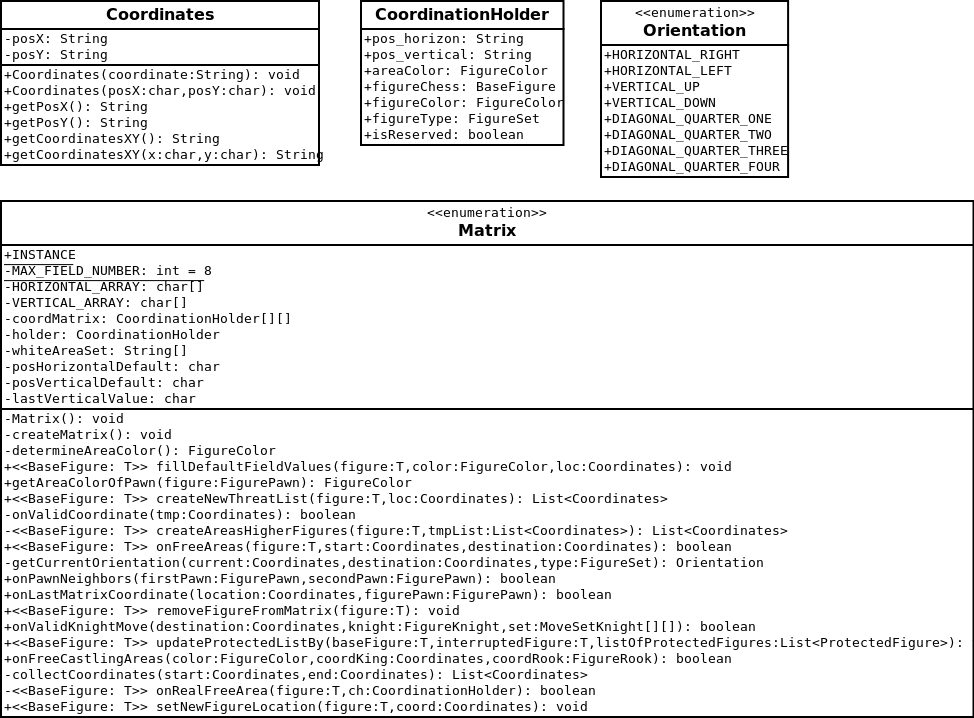 Coordinates
-posX: String
-posY: String
+Coordinates(coordinate:String): void
+Coordinates(posX:char,posY:char): void
+getPosX(): String
+getPosY(): String
+getCoordinatesXY(): String
+getCoordinatesXY(x:char,y:char): String
CoordinationHolder
+pos_horizon: String
+pos_vertical: String
+areaColor: FigureColor
+figureChess: BaseFigure
+figureColor: FigureColor
+figureType: FigureSet
+isReserved: boolean
<<enumeration>>
Orientation
+HORIZONTAL_RIGHT
+HORIZONTAL_LEFT
+VERTICAL_UP
+VERTICAL_DOWN
+DIAGONAL_QUARTER_ONE
+DIAGONAL_QUARTER_TWO
+DIAGONAL_QUARTER_THREE
+DIAGONAL_QUARTER_FOUR
<<enumeration>>
Matrix
+INSTANCE
-MAX_FIELD_NUMBER: int = 8
-HORIZONTAL_ARRAY: char[]
-VERTICAL_ARRAY: char[]
-coordMatrix: CoordinationHolder[][]
-holder: CoordinationHolder
-whiteAreaSet: String[]
-posHorizontalDefault: char
-posVerticalDefault: char
-lastVerticalValue: char
-Matrix(): void
-createMatrix(): void
-determineAreaColor(): FigureColor
+<<BaseFigure: T>> fillDefaultFieldValues(figure:T,color:FigureColor,loc:Coordinates): void
+getAreaColorOfPawn(figure:FigurePawn): FigureColor
+<<BaseFigure: T>> createNewThreatList(figure:T,loc:Coordinates): List<Coordinates>
-onValidCoordinate(tmp:Coordinates): boolean
-<<BaseFigure: T>> createAreasHigherFigures(figure:T,tmpList:List<Coordinates>): List<Coordinates>
+<<BaseFigure: T>> onFreeAreas(figure:T,start:Coordinates,destination:Coordinates): boolean
-getCurrentOrientation(current:Coordinates,destination:Coordinates,type:FigureSet): Orientation
+onPawnNeighbors(firstPawn:FigurePawn,secondPawn:FigurePawn): boolean
+onLastMatrixCoordinate(location:Coordinates,figurePawn:FigurePawn): boolean
+<<BaseFigure: T>> removeFigureFromMatrix(figure:T): void
+onValidKnightMove(destination:Coordinates,knight:FigureKnight,set:MoveSetKnight[][]): boolean
+<<BaseFigure: T>> updateProtectedListBy(baseFigure:T,interruptedFigure:T,listOfProtectedFigures:List<ProtectedFigure>):
+onFreeCastlingAreas(color:FigureColor,coordKing:Coordinates,coordRook:FigureRook): boolean
-collectCoordinates(start:Coordinates,end:Coordinates): List<Coordinates>
-<<BaseFigure: T>> onRealFreeArea(figure:T,ch:CoordinationHolder): boolean
+<<BaseFigure: T>> setNewFigureLocation(figure:T,coord:Coordinates): void